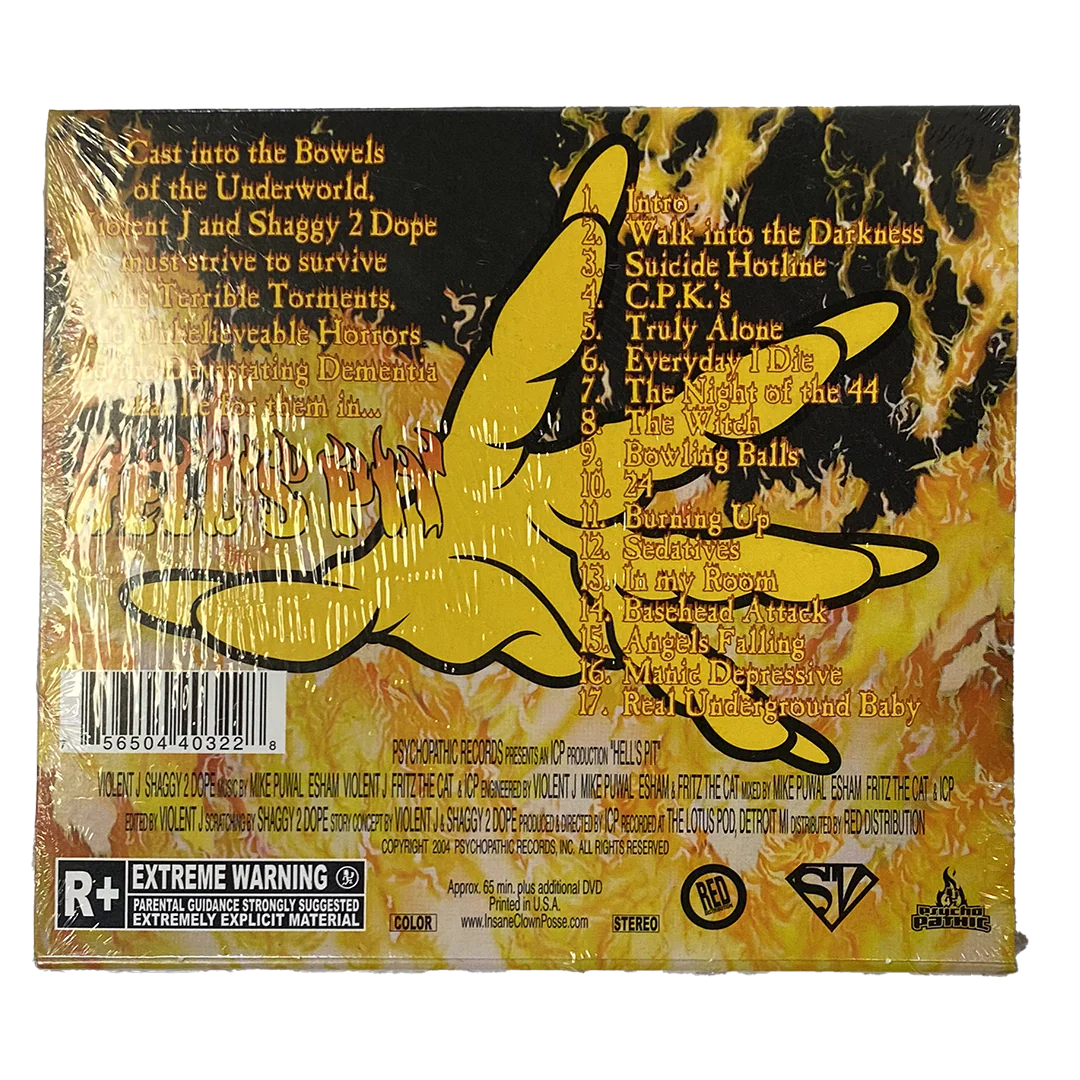 Cast into the Bowels
of the Underworld,
Violent J and Shaggy 2 Dope
must strive to survive
the Terrible Torments,
Unbelieveable Horrors
Devastating Dementia
for them in...
HELL'S PIT
1. Intro
2. Walk into the Darkness
3. Suicide Hotline
4. C.P.K.'s
5. Truly Alone
6. Everyday I Die
7. The Night of the 44
8. The Witch
9. Bowling Balls
10. 24
11. Burning Up
12. Sedatives
13. In my Room
14. Basehead Attack
15. Angels Falling
16. Manic Depressive
17. Real Underground Baby
7 56504 40322 8
PSYCHOPATHIC RECORDS PRESENTS AN ICP PRODUCTION "HELL'S PIT"
VIOLENT J SHAGGY 2 DOPE MUSIC BY MIKE PUWAL ESHAM VIOLENT J FRITZ THE CAT & ICP ENGINEERED BY VIOLENT J MIKE PUWAL ESHAM & FRITZ THE CAT MIXED BY MIKE PUWAL ESHAM FRITZ THE CAT & ICP
EDITED BY VIOLENT J SCRATCHING BY SHAGGY 2 DOPE STORY CONCEPT BY VIOLENT J & SHAGGY 2 DOPE PRODUCED & DIRECTED BY ICP RECORDED AT THE LOTUS POD, DETROIT MI DISTRIBUTED BY RED DISTRIBUTION
COPYRIGHT 2004 PSYCHOPATHIC RECORDS, INC. ALL RIGHTS RESERVED
R+ EXTREME WARNING
PARENTAL GUIDANCE STRONGLY SUGGESTED
EXTREMELY EXPLICIT MATERIAL
COLOR
Approx. 65 min. plus additional DVD
Printed in U.S.A.
www.InsaneClownPosse.com
STEREO
RED
SV
PSYCHO
PATHIC